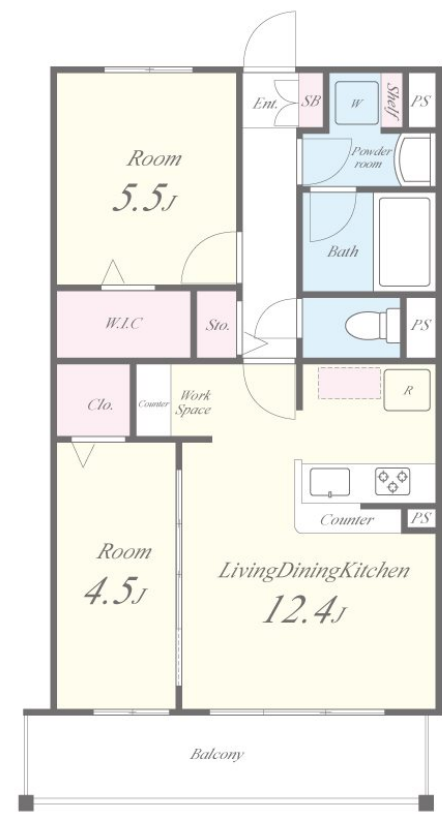 Ent.
SB
W
Shelf
PS
Room
5.5J
Powder
room
Bath
W.I.C
Sto.
PS
Clo.
Counter
Work
Space
R
Counter
PS
Room
4.5J
LivingDiningKitchen
12.4J
Balcony